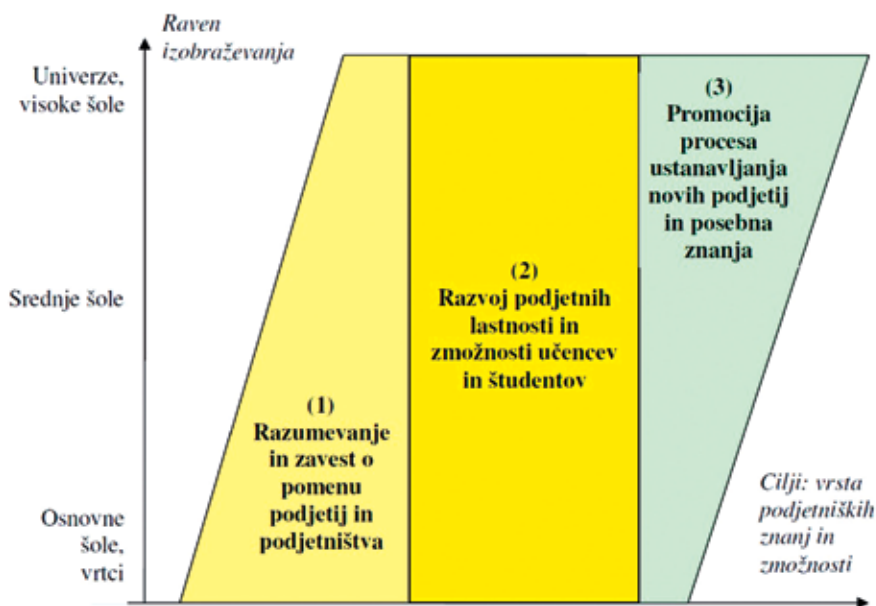 Raven
izobraževanja
Univerze,
visoke šole
Srednje šole
Osnovne
šole,
vrtci
(1)
Razumevanje
in zavest o
pomenu
podjetij in
podjetništva
(2)
Razvoj podjetnih
lastnosti in
zmožnosti učencev
in študentov
(3)
Promocija
procesa
ustanavljanja
novih podjetij
in posebna
znanja
Cilji: vrsta
podjetniških
znanj in
zmožnosti